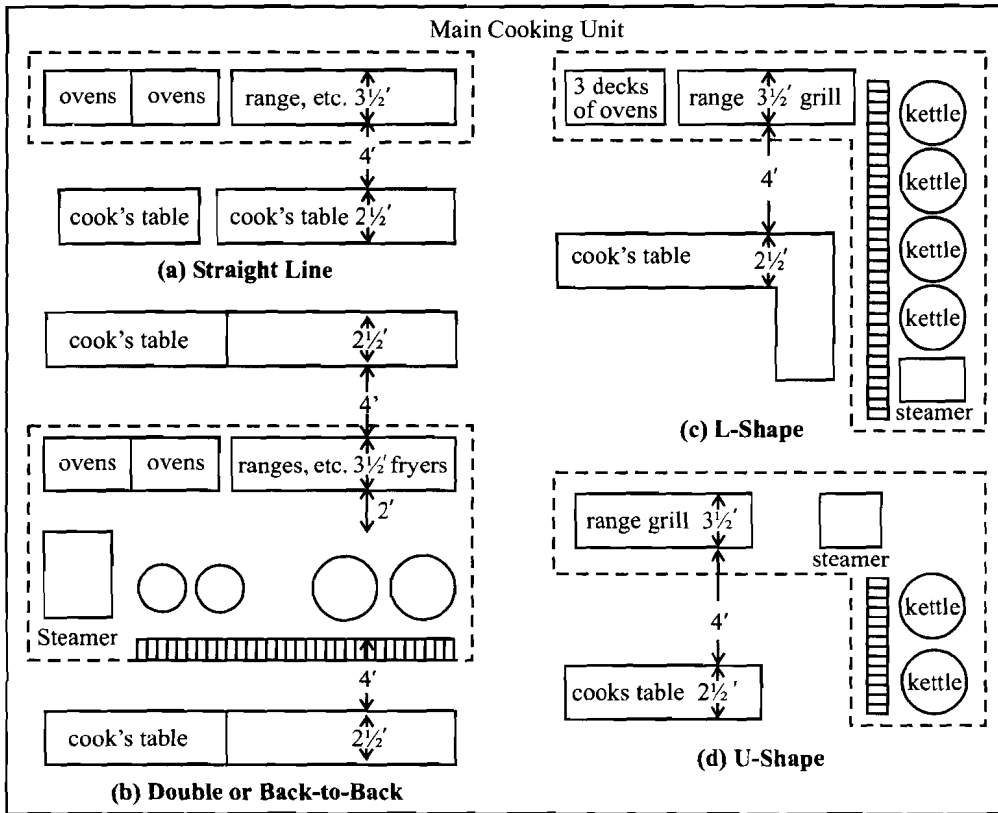 Main Cooking Unit
ovens ovens range, etc. 3½′
4′
cook's table cook's table 2½′
(a) Straight Line
cook's table 2½′
4'
ovens ovens ranges, etc. 3½′ fryers
2′
Steamer
4′
cook's table 2½′
(b) Double or Back-to-Back
3 decks
of ovens
range 3½′ grill
kettle
4′
kettle
cook's table 2½′
kettle
kettle
steamer
(c) L-Shape
range grill 3½′
steamer
4′
kettle
cooks table 2½′
kettle
(d) U-Shape